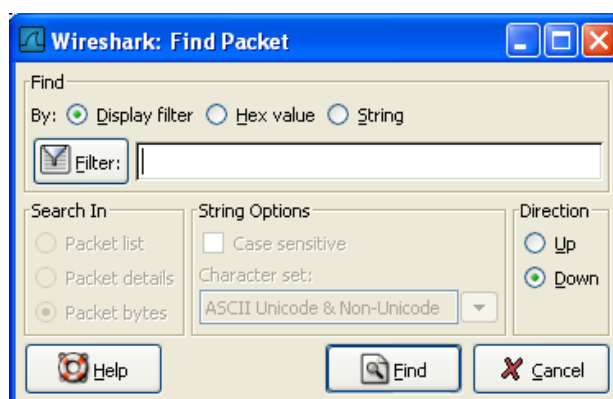 Wireshark: Find Packet
Find
By: Display filter Hex value String
Filter:
Search In
Packet list
Packet details
Packet bytes
String Options
Case sensitive
Character set:
ASCII Unicode & Non-Unicode
Direction
Up
Down
Help
Find
Cancel